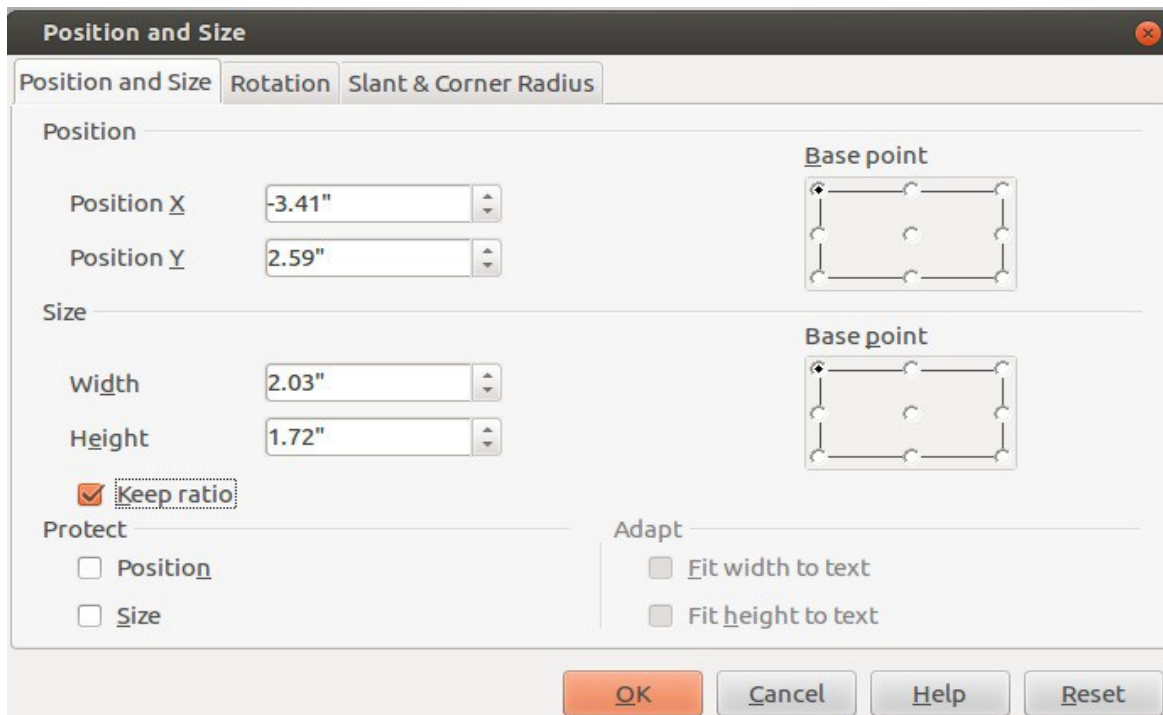 Position and Size
Position and Size Rotation Slant & Corner Radius
Position
Base point
Position X -3.41"
Position Y 2.59"
Size
Base point
Width 2.03"
Height 1.72"
Keep ratio
Protect Adapt
Position Fit width to text
Size Fit height to text
OK Cancel Help Reset